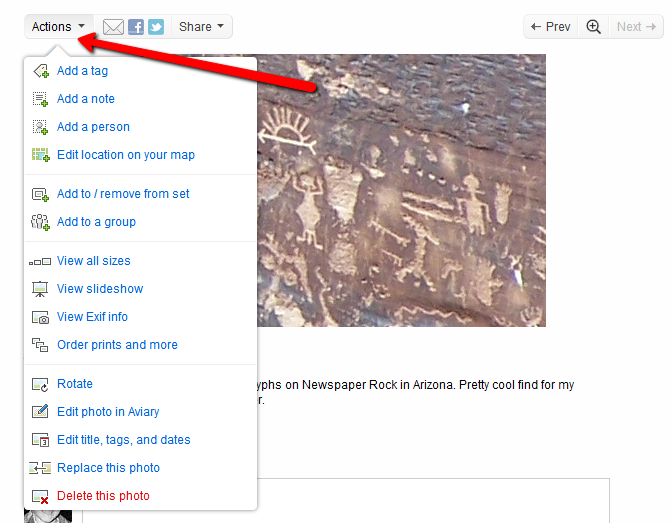 Actions Share Prev Next
Add a tag
Add a note
Add a person
Edit location on your map
Add to / remove from set
Add to a group
View all sizes
View slideshow
View Exif info
Order prints and more
Rotate
yphs on Newspaper Rock in Arizona. Pretty cool find for my
er.
Edit photo in Aviary
Edit title, tags, and dates
3
Replace this photo
Delete this photo